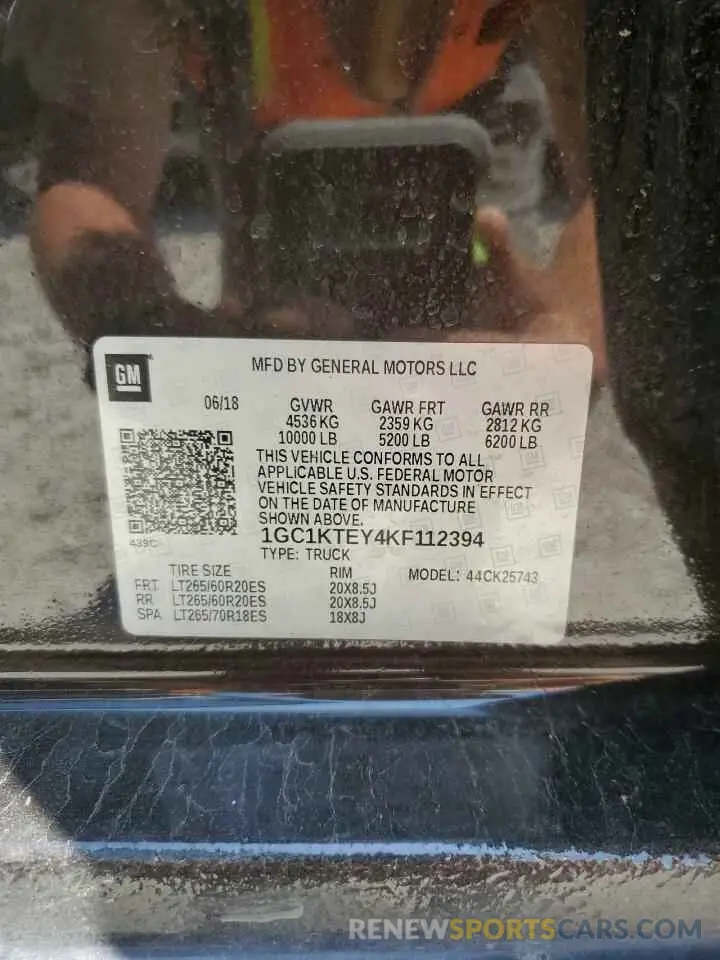 GM
MFD BY GENERAL MOTORS LLC
06/18 GVWR GAWR FRT GAWR RR
4536 KG 2359 KG 2812 KG
10000 LB 5200 LB 6200 LB
THIS VEHICLE CONFORMS TO ALL
APPLICABLE U.S. FEDERAL MOTOR
VEHICLE SAFETY STANDARDS IN EFFECT
ON THE DATE OF MANUFACTURE
SHOWN ABOVE.
1GC1KTEY4KF112394
TYPE: TRUCK
TIRE SIZE RIM MODEL: 44CK25743
FRT LT265/60R20ES 20X8.5J
RR LT265/60R20ES 20X8.5J
SPA LT265/70R18ES 18X8J
RENEWSPORTSCARS.COM